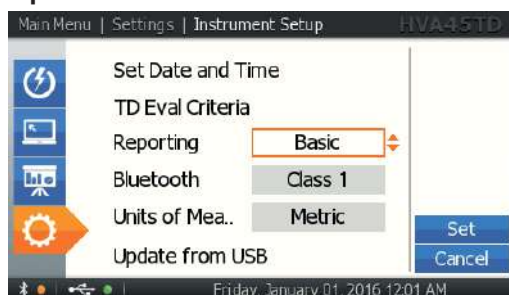 Main Menu | Settings | Instrument Setup HVA45TD
Set Date and Time
TD Eval Criteria
Reporting Basic
Bluetooth Class 1
Units of Mea.. Metric
Set
Update from USB
Cancel
Friday, January 01, 2016 12:01 AM